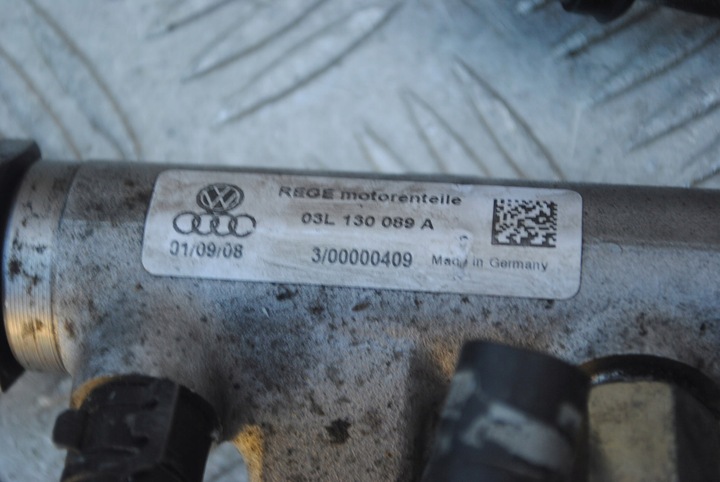 REGE motorenteile
03L 130 089 A
01/09/08
3/00000409
Made in Germany